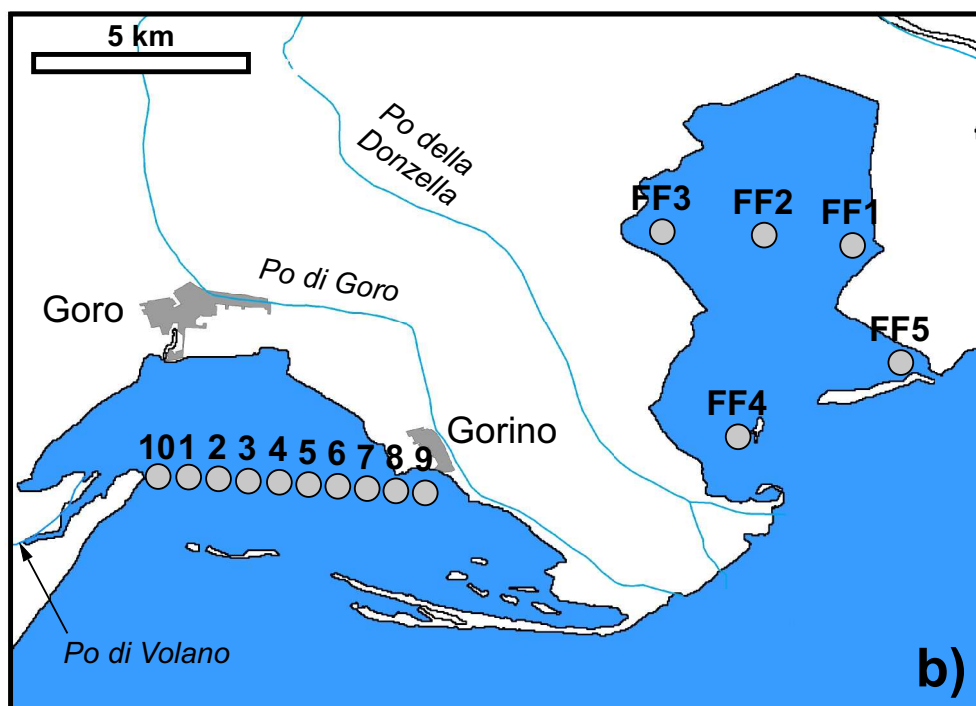 5 km
Po della
Donzella
FF3
FF2
FF1
Po di Goro
Goro
FF5
FF4
Gorino
10 1 2 3 4 5 6 7 8 9
Po di Volano
b)